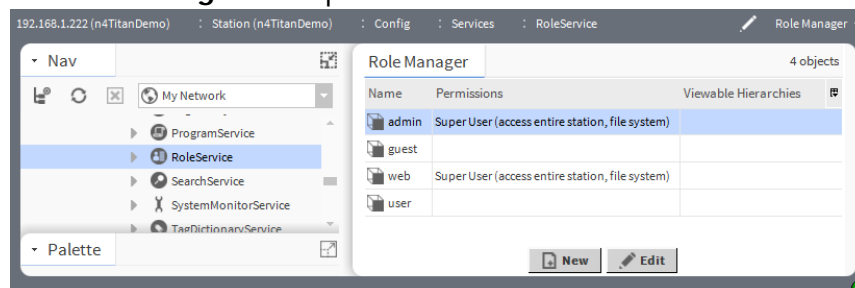 192.168.1.222 (n4TitanDemo) : Station (n4TitanDemo) : Config : Services : RoleService Role Manager
Nav
Role Manager 4 objects
My Network
Name Permissions Viewable Hierarchies
admin Super User (access entire station, file system)
ProgramService
guest
RoleService
web Super User (access entire station, file system)
SearchService
user
SystemMonitorService
TagDictionaryService
Palette
New Edit